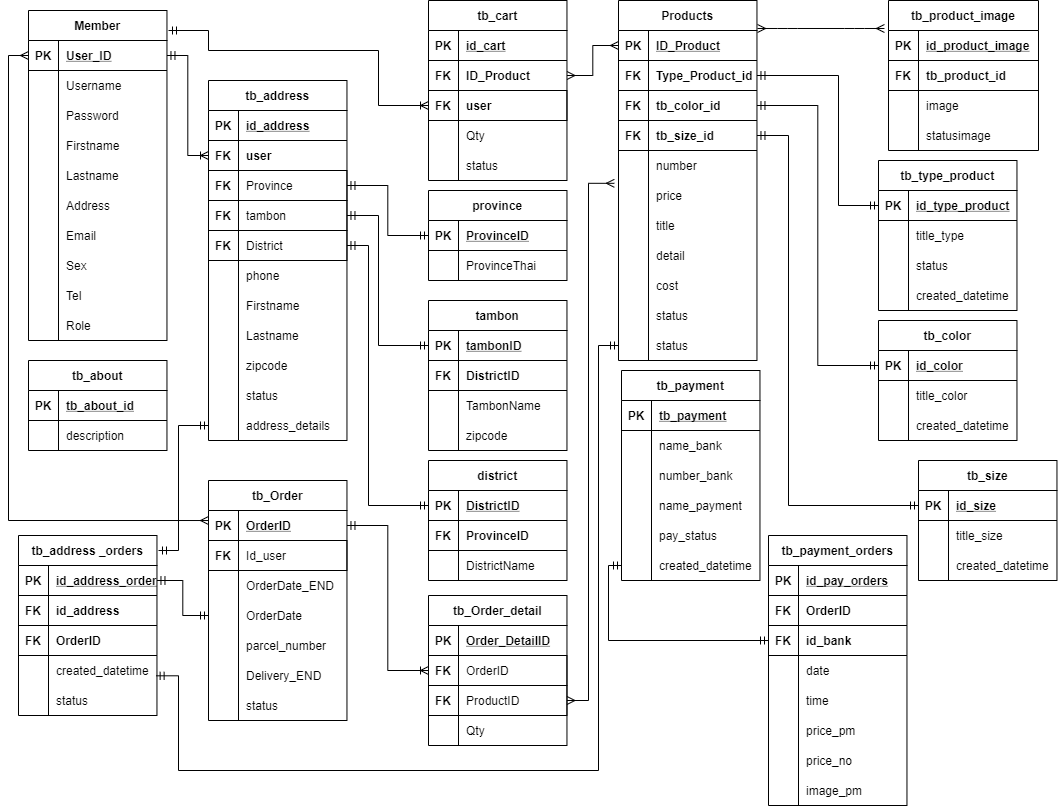 Member
PK User_ID
Username
Password
Firstname
Lastname
Address
Email
Sex
Tel
Role
tb_about
PK tb_about_id
description
tb_address
PK id_address
FK user
FK Province
FK tambon
FK District
phone
Firstname
Lastname
zipcode
status
address_details
tb_Order
PK OrderID
FK Id_user
OrderDate_END
OrderDate
parcel_number
Delivery_END
status
tb_address _orders
PK id_address_order
FK id_address
FK OrderID
created_datetime
status
tb_cart
PK id_cart
FK ID_Product
FK user
Qty
status
province
PK ProvinceID
ProvinceThai
tambon
PK tambonID
FK DistrictID
TambonName
zipcode
district
PK DistrictID
FK ProvinceID
DistrictName
tb_Order_detail
PK Order_DetailID
FK OrderID
FK ProductID
Qty
Products
PK ID_Product
FK Type_Product_id
FK tb_color_id
FK tb_size_id
number
price
title
detail
cost
status
status
tb_payment
PK tb_payment
name_bank
number_bank
name_payment
pay_status
created_datetime
tb_product_image
PK id_product_image
FK tb_product_id
image
statusimage
tb_type_product
PK id_type_product
title_type
status
created_datetime
tb_color
PK id_color
title_color
created_datetime
tb_size
PK id_size
title_size
created_datetime
tb_payment_orders
PK id_pay_orders
FK OrderID
FK id_bank
date
time
price_pm
price_no
image_pm